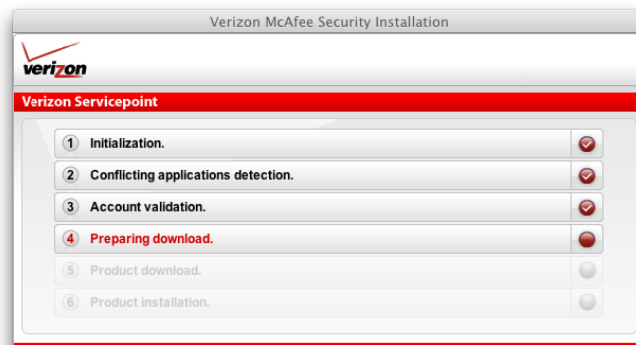 Verizon McAfee Security Installation
verizon
Verizon Servicepoint
1 Initialization.
2 Conflicting applications detection.
3 Account validation.
4 Preparing download.
5 Product download.
6 Product installation.